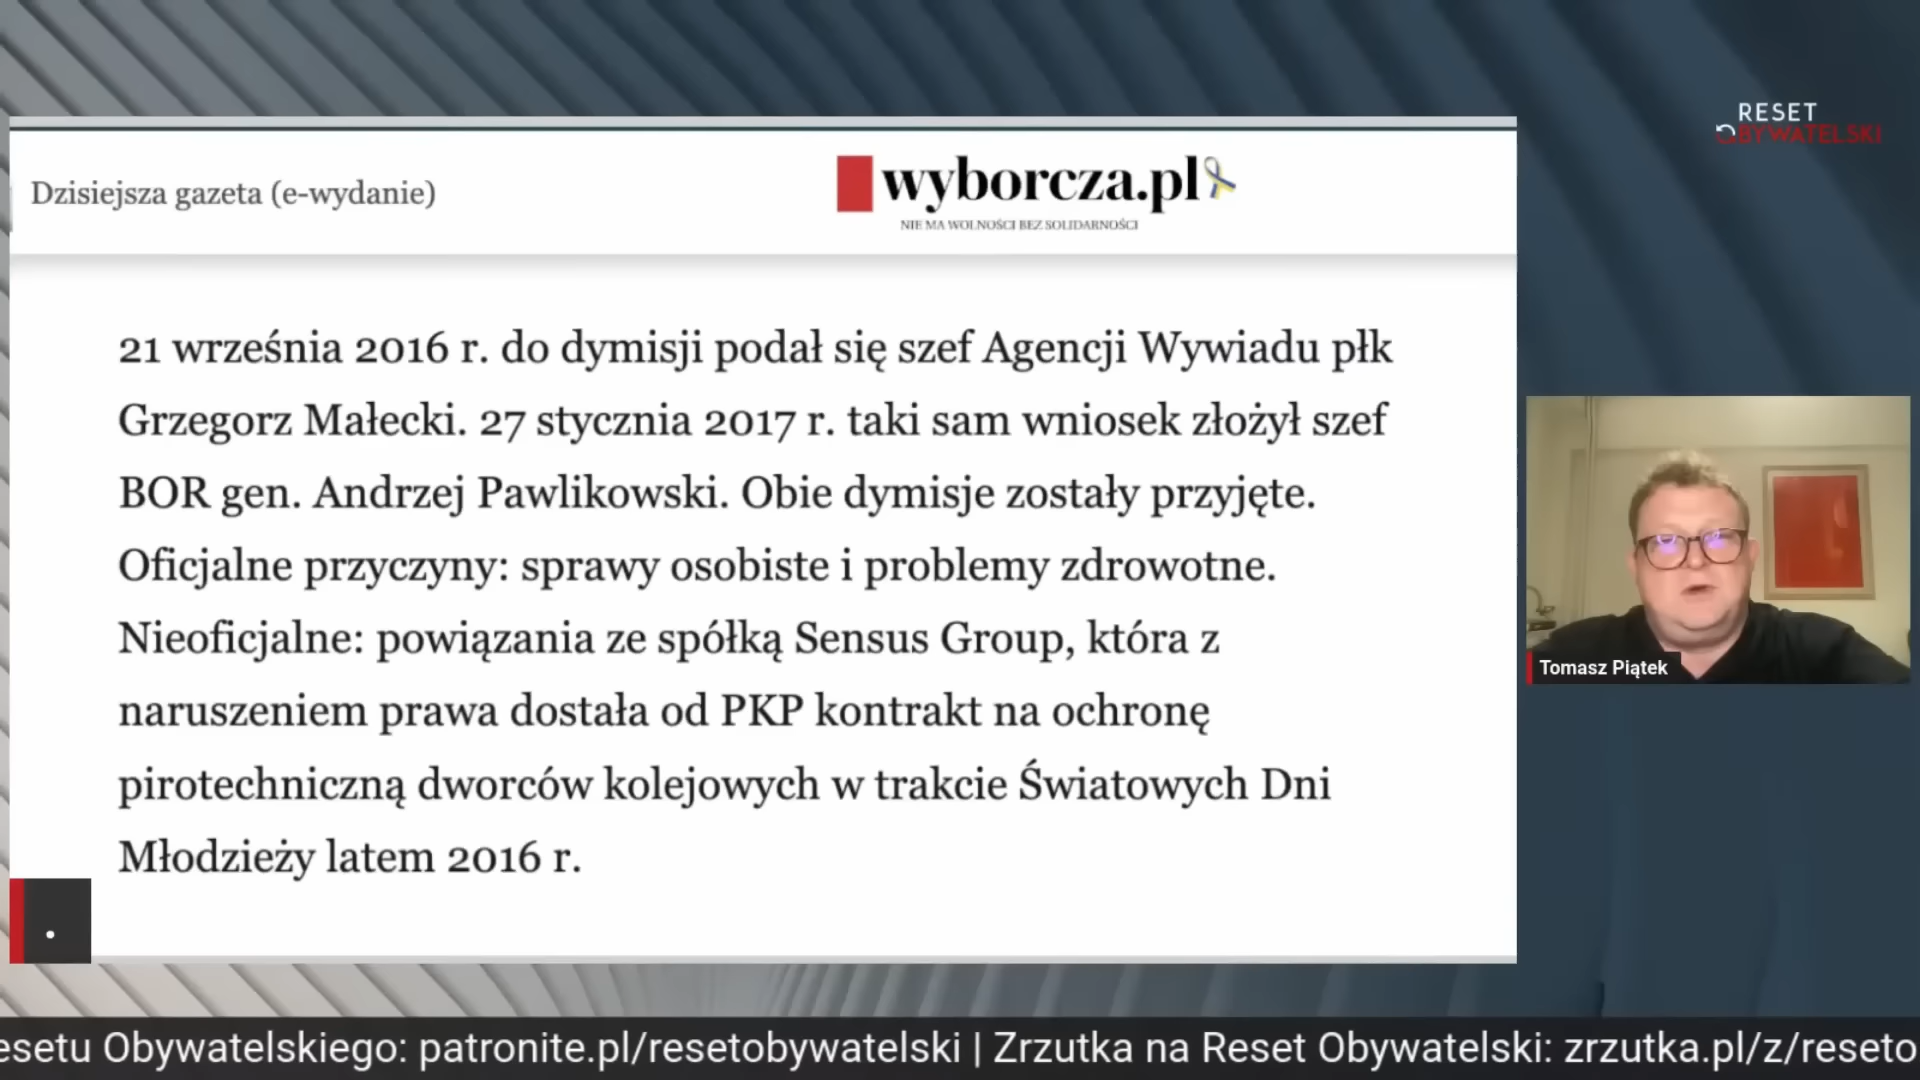 RESET
OBYWATELSKI
Dzisiejsza gazeta (e-wydanie)
wyborcza.pl
NIE MA WOLNOŚCI BEZ SOLIDARNOŚCI
21 września 2016 r. do dymisji podał się szef Agencji Wywiadu płk
Grzegorz Małecki. 27 stycznia 2017 r. taki sam wniosek złożył szef
BOR gen. Andrzej Pawlikowski. Obie dymisje zostały przyjęte.
Oficjalne przyczyny: sprawy osobiste i problemy zdrowotne.
Nieoficjalne: powiązania ze spółką Sensus Group, która z
naruszeniem prawa dostała od PKP kontrakt na ochronę
pirotechniczną dworców kolejowych w trakcie Światowych Dni
Młodzieży latem 2016 r.
Tomasz Piątek
.
esetu Obywatelskiego: patronite.pl/resetobywatelski | Zrzutka na Reset Obywatelski: zrzutka.pl/z/reseto